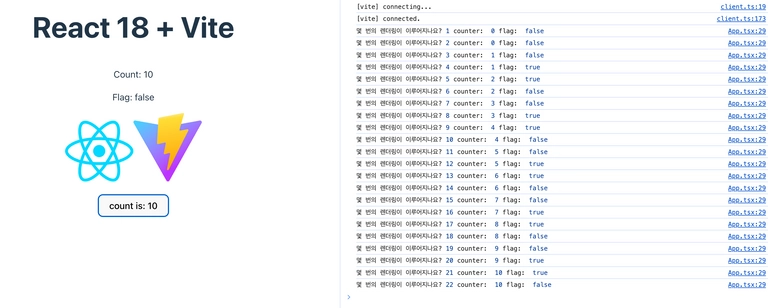 React 18 + Vite
Count: 10
Flag: false
count is: 10
[vite] connecting... client.ts:19
[vite] connected. client.ts:173
몇 번의 렌더링이 이루어지나요? 1 counter: 0 flag: false App.tsx:29
몇 번의 렌더링이 이루어지나요? 2 counter: 0 flag: false App.tsx:29
몇 번의 렌더링이 이루어지나요? 3 counter: 1 flag: false App.tsx:29
몇 번의 렌더링이 이루어지나요? 4 counter: 1 flag: true App.tsx:29
몇 번의 렌더링이 이루어지나요? 5 counter: 2 flag: true App.tsx:29
몇 번의 렌더링이 이루어지나요? 6 counter: 2 flag: false App.tsx:29
몇 번의 렌더링이 이루어지나요? 7 counter: 3 flag: false App.tsx:29
몇 번의 렌더링이 이루어지나요? 8 counter: 3 flag: true App.tsx:29
몇 번의 렌더링이 이루어지나요? 9 counter: 4 flag: true App.tsx:29
몇 번의 렌더링이 이루어지나요? 10 counter: 4 flag: false App.tsx:29
몇 번의 렌더링이 이루어지나요? 11 counter: 5 flag: false App.tsx:29
몇 번의 렌더링이 이루어지나요? 12 counter: 5 flag: true App.tsx:29
몇 번의 렌더링이 이루어지나요? 13 counter: 6 flag: true App.tsx:29
몇 번의 렌더링이 이루어지나요? 14 counter: 6 flag: false App.tsx:29
몇 번의 렌더링이 이루어지나요? 15 counter: 7 flag: false App.tsx:29
몇 번의 렌더링이 이루어지나요? 16 counter: 7 flag: true App.tsx:29
몇 번의 렌더링이 이루어지나요? 17 counter: 8 flag: true App.tsx:29
몇 번의 렌더링이 이루어지나요? 18 counter: 8 flag: false App.tsx:29
몇 번의 렌더링이 이루어지나요? 19 counter: 9 flag: false App.tsx:29
몇 번의 렌더링이 이루어지나요? 20 counter: 9 flag: true App.tsx:29
몇 번의 렌더링이 이루어지나요? 21 counter: 10 flag: true App.tsx:29
몇 번의 렌더링이 이루어지나요? 22 counter: 10 flag: false App.tsx:29